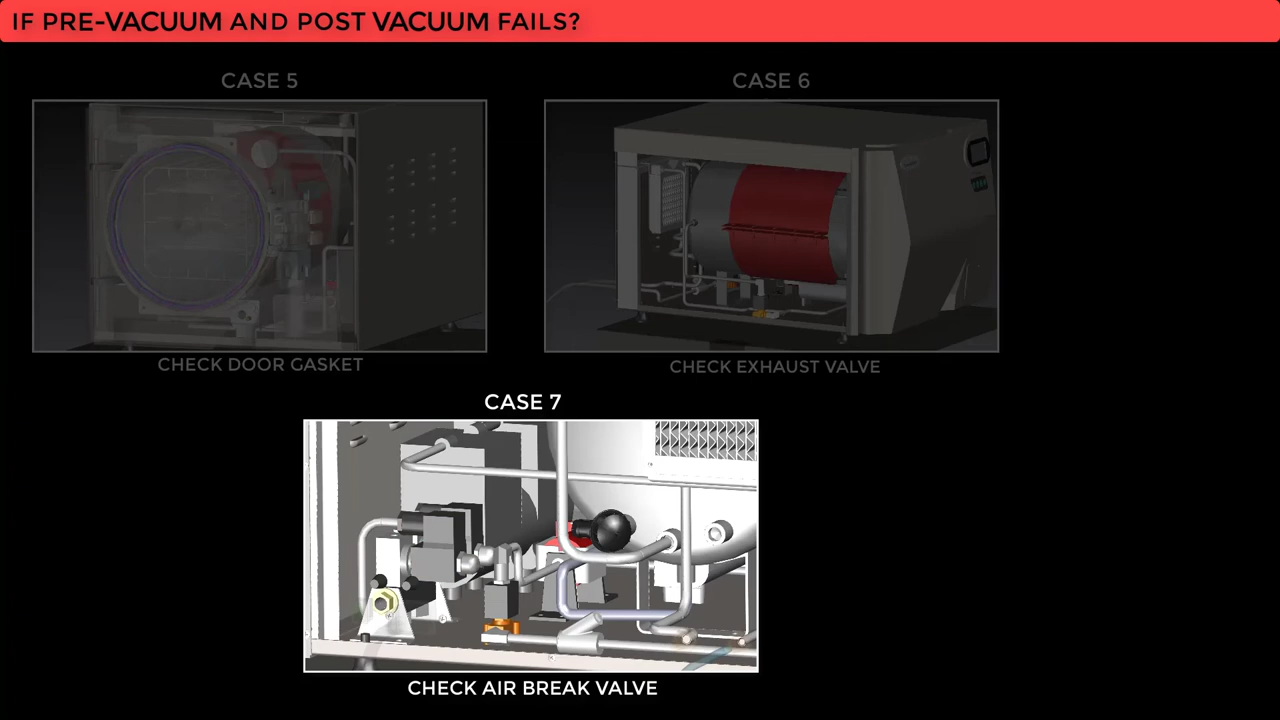 IF PRE-VACUUM AND POST VACUUM FAILS?
CASE 5
CASE 6
CHECK DOOR GASKET
CHECK EXHAUST VALVE
CASE 7
CHECK AIR BREAK VALVE